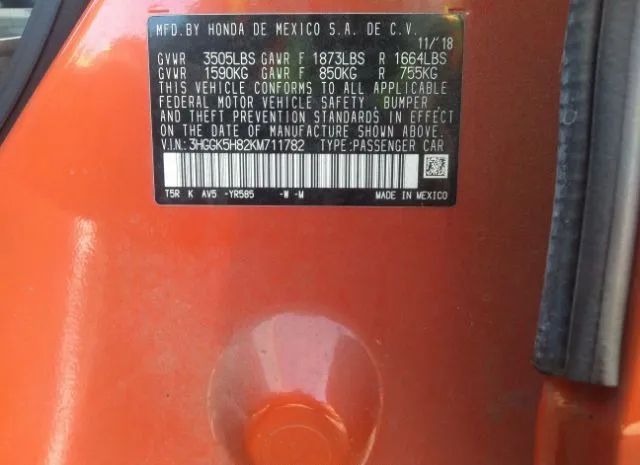 MFD.BY HONDA DE MEXICO S.A. DE C.V.
11/'18
GVWR 3505LBS GAWR F 1873LBS R 1664LBS
GVWR 1590KG GAWR F 850KG R 755KG
THIS VEHICLE CONFORMS TO ALL APPLICABLE
FEDERAL MOTOR VEHICLE SAFETY, BUMPER,
AND THEFT PREVENTION STANDARDS IN EFFECT
ON THE DATE OF MANUFACTURE SHOWN ABOVE.
V.I.N.: 3HGGK5H82KM711782 TYPE:PASSENGER CAR
T5R K AV5 -YR585 -W -M MADE IN MEXICO